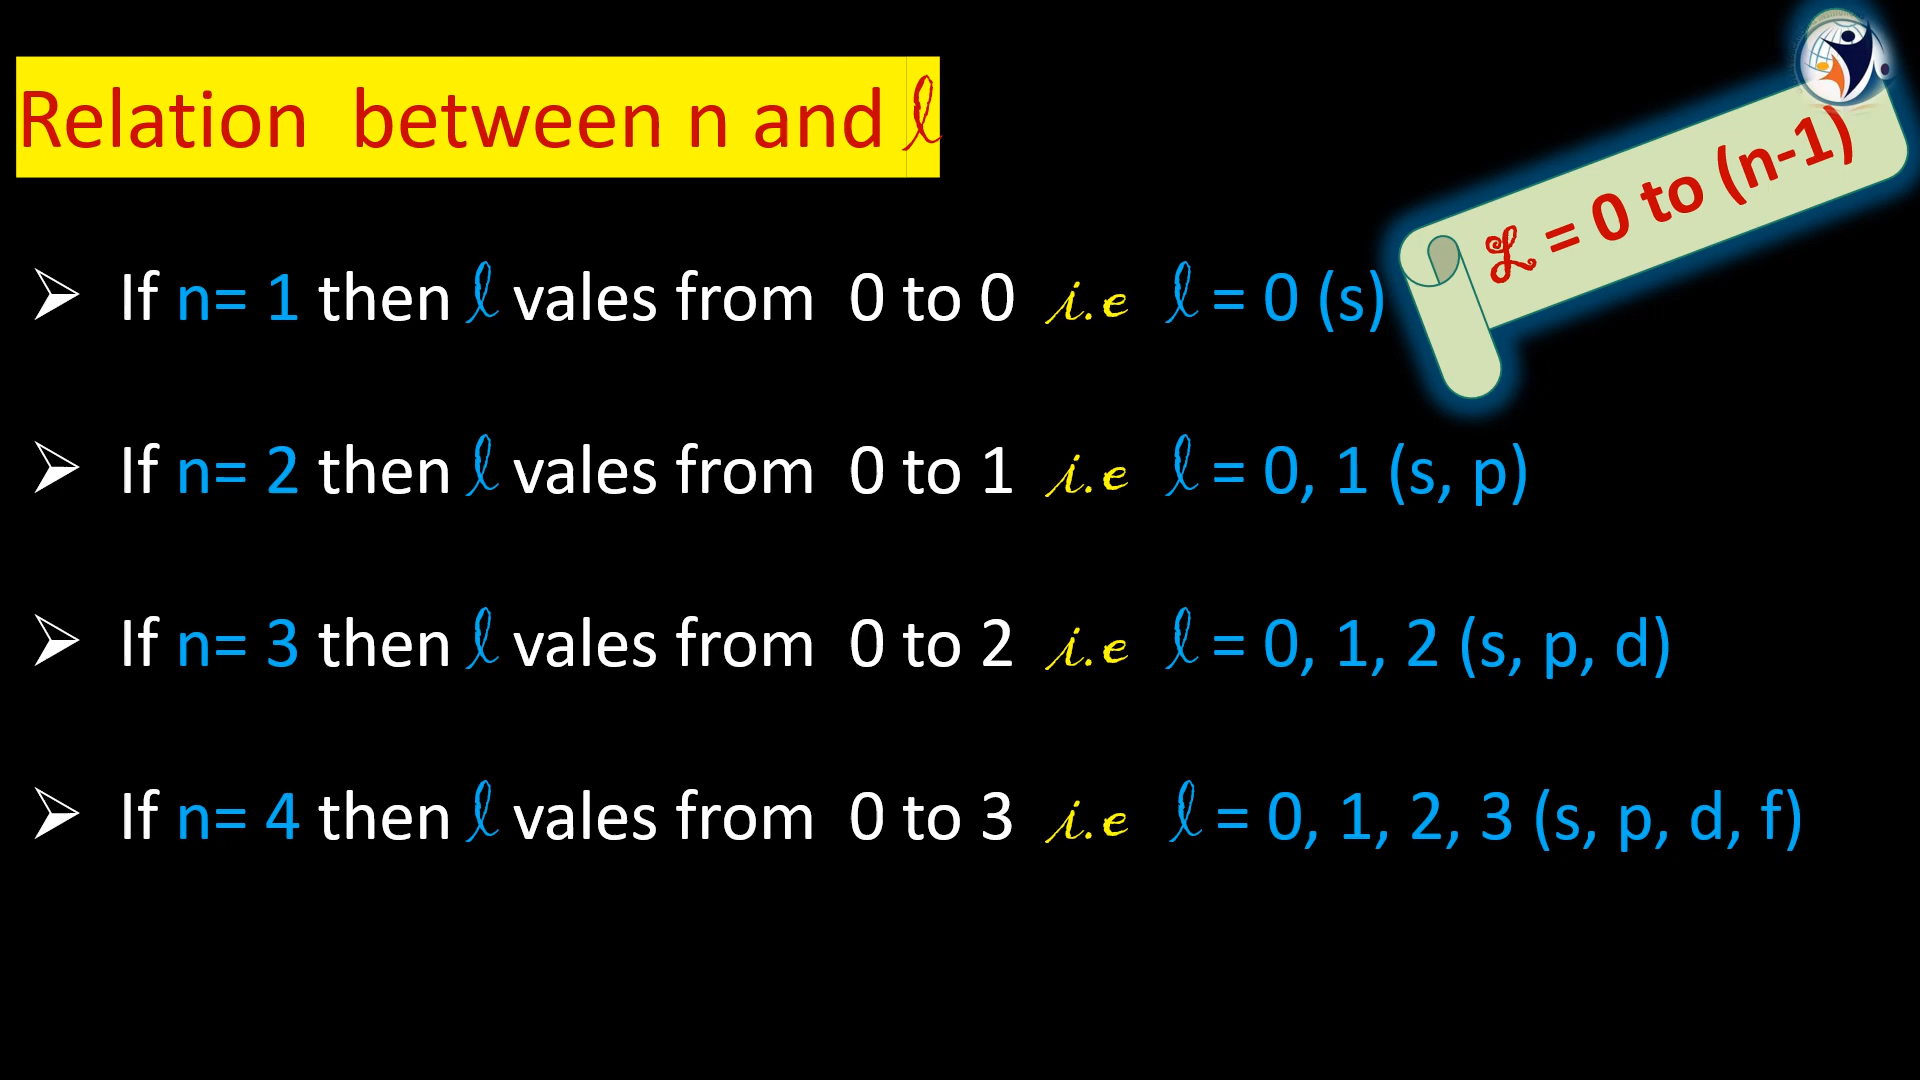 Relation between n and ℓ
ℒ = 0 to (n-1)
➢ If n= 1 then ℓ vales from 0 to 0 i.e ℓ = 0 (s)
➢ If n= 2 then ℓ vales from 0 to 1 i.e ℓ = 0, 1 (s, p)
➢ If n= 3 then ℓ vales from 0 to 2 i.e ℓ = 0, 1, 2 (s, p, d)
➢ If n= 4 then ℓ vales from 0 to 3 i.e ℓ = 0, 1, 2, 3 (s, p, d, f)